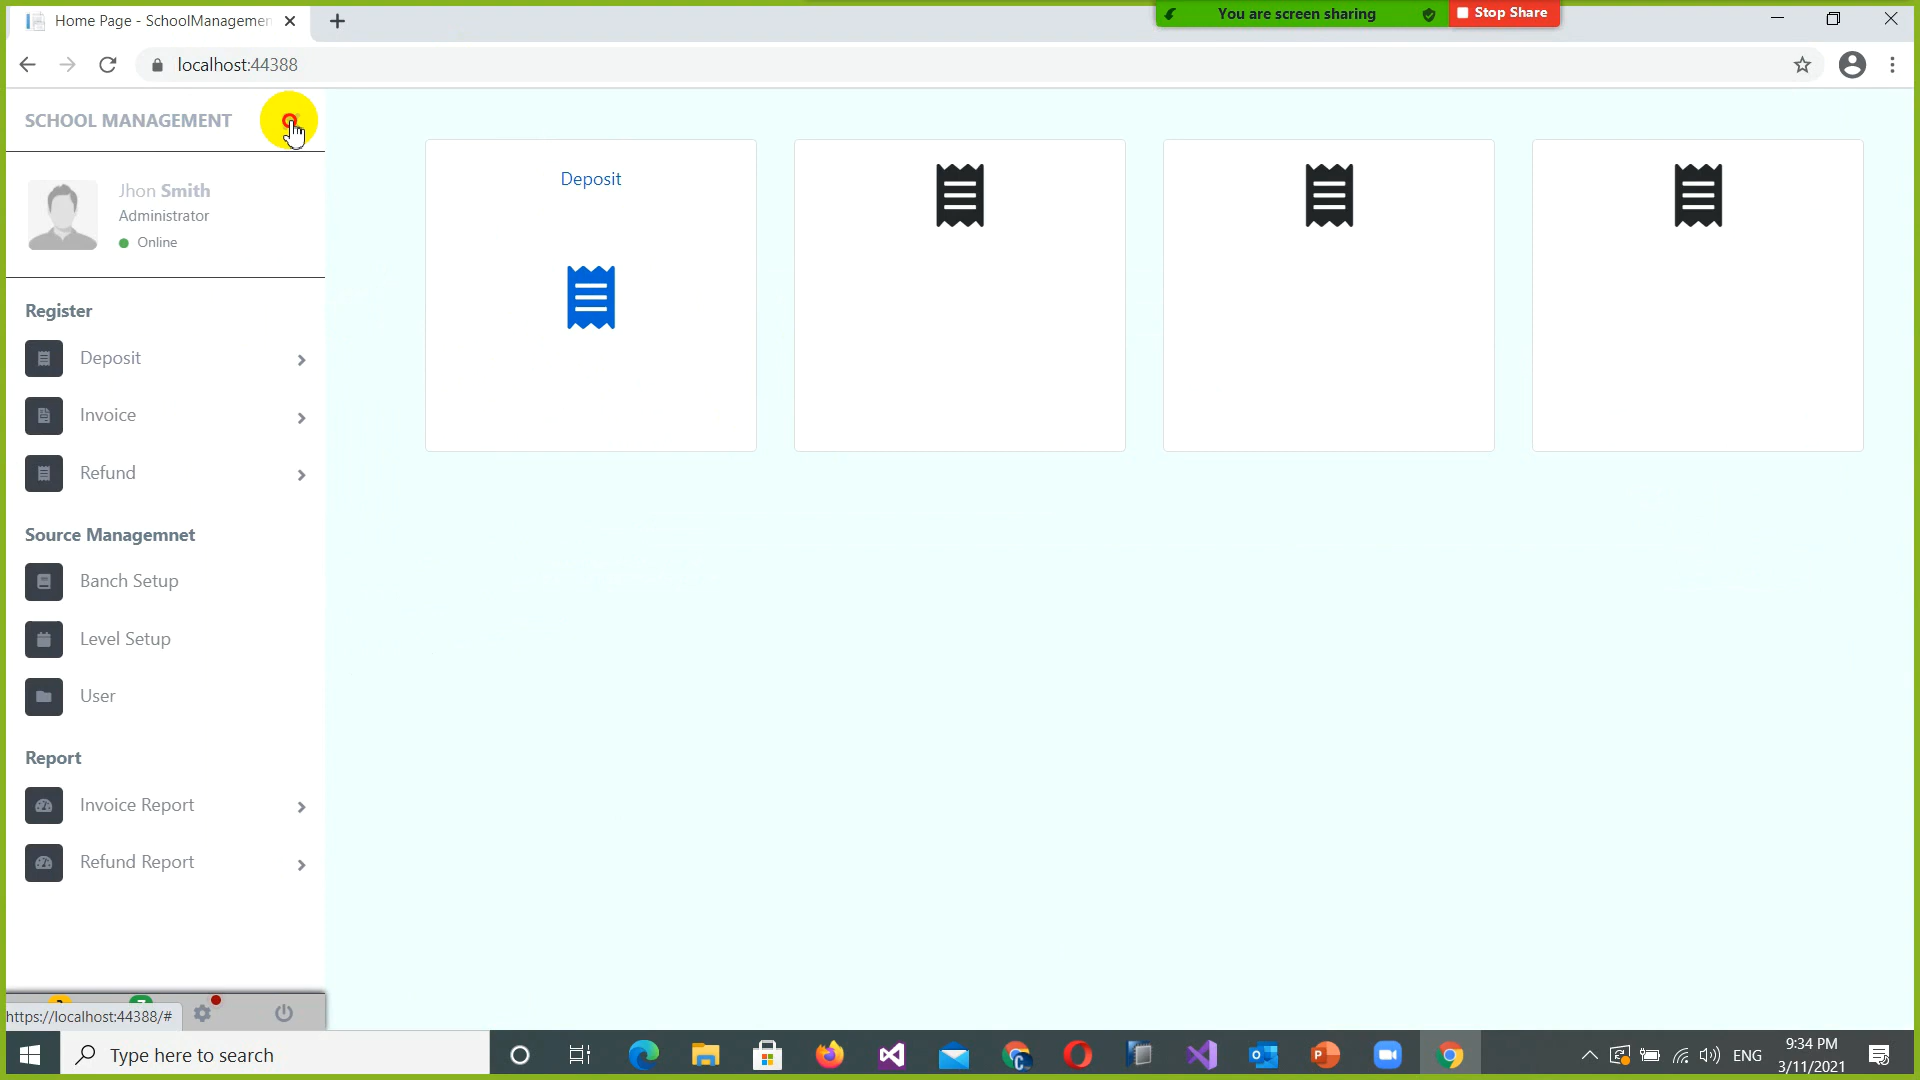 Home Page - SchoolManagemen
You are screen sharing
Stop Share
localhost:44388
SCHOOL MANAGEMENT
Jhon Smith
Administrator
Online
Deposit
Register
Deposit
Invoice
Refund
Source Managemnet
Banch Setup
Level Setup
User
Report
Invoice Report
Refund Report
https://localhost:44388/#
Type here to search
ENG
9:34 PM
3/11/2021